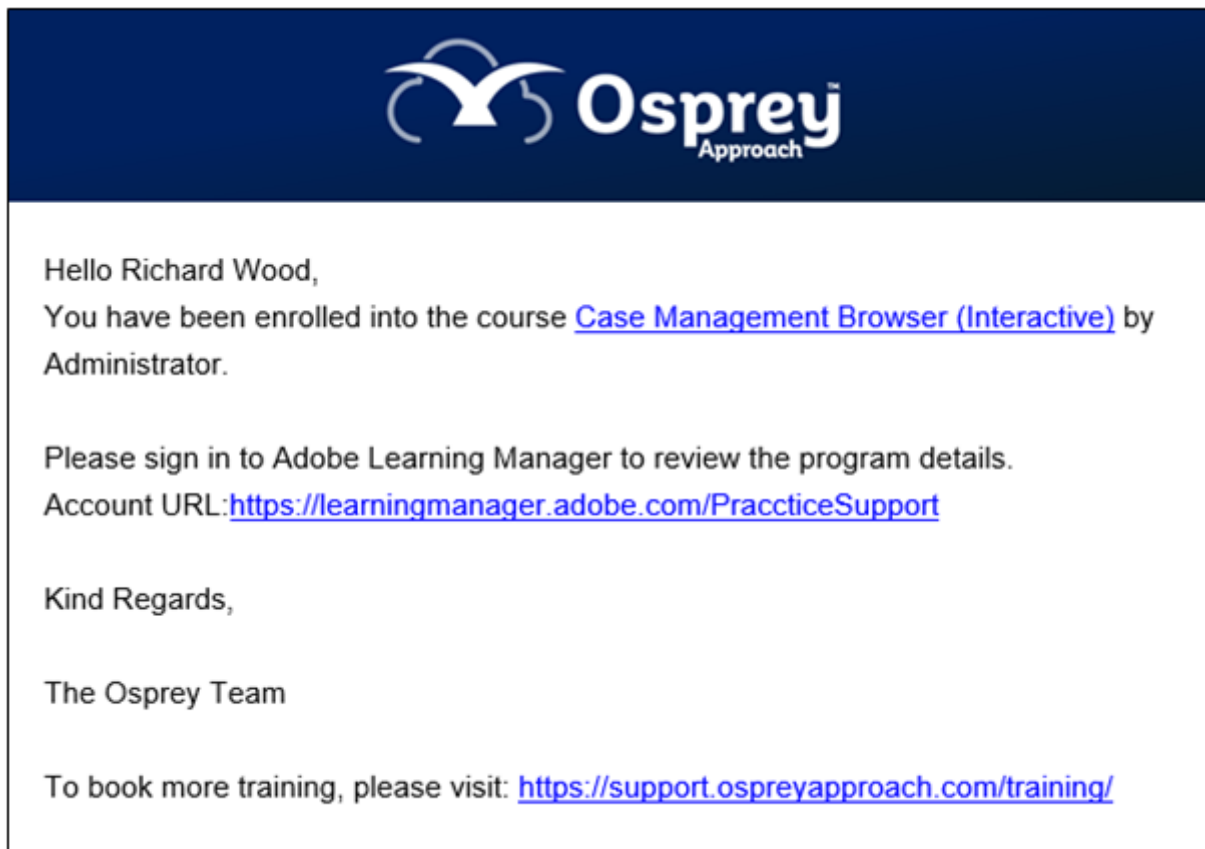 Osprey™
Approach
Hello Richard Wood,
You have been enrolled into the course Case Management Browser (Interactive) by
Administrator.
Please sign in to Adobe Learning Manager to review the program details.
Account URL:https://learningmanager.adobe.com/PraccticeSupport
Kind Regards,
The Osprey Team
To book more training, please visit: https://support.ospreyapproach.com/training/